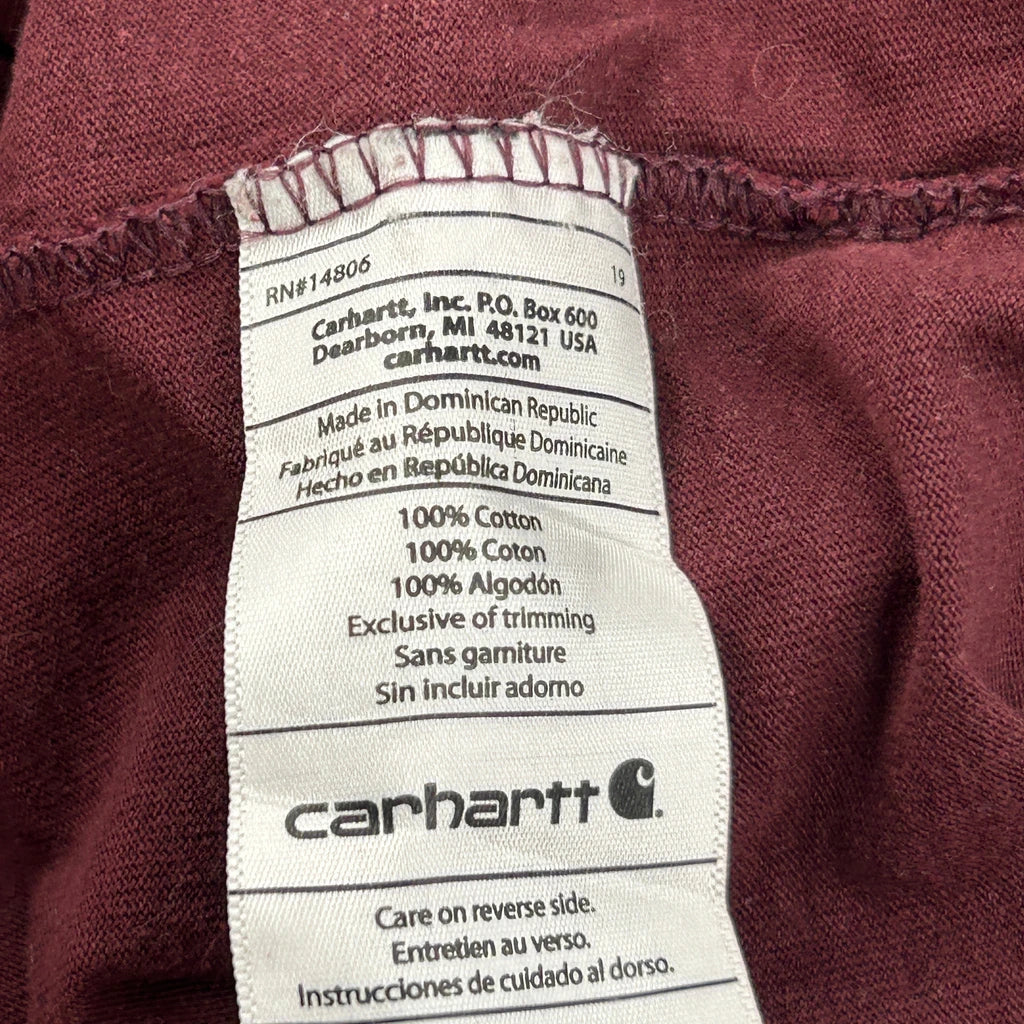 RN#14806 19
Carhartt, Inc. P.O. Box 600
Dearborn, MI 48121 USA
carhartt.com
Made in Dominican Republic
Fabriqué au République Dominicaine
Hecho en República Dominicana
100% Cotton
100% Coton
100% Algodón
Exclusive of trimming
Sans garniture
Sin incluir adorno
carhartt
Care on reverse side.
Entretien au verso.
Instrucciones de cuidado al dorso.